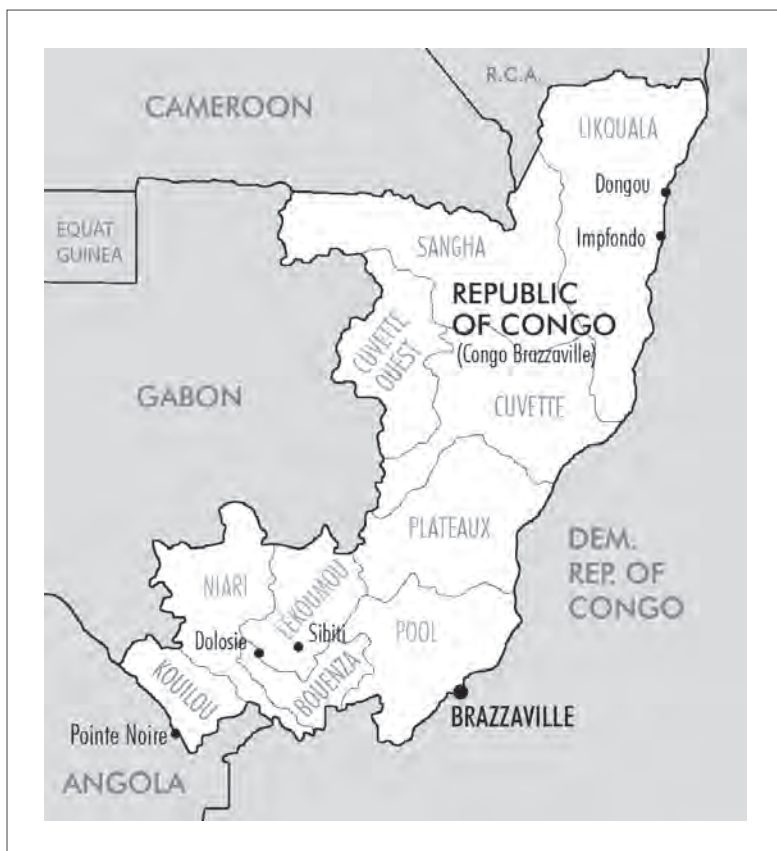 R.C.A.
CAMEROON
LIKOUALA
Dongou
EQUAT
GUINEA
Impfondo
SANGHA
REPUBLIC
OF CONGO
(Congo Brazzaville)
CUVETTE
OUEST
GABON
CUVETTE
PLATEAUX
DEM.
REP. OF
CONGO
NIARI
LEKOUMOU
Dolosie
Sibiti
POOL
KOUILOU
BOUENZA
BRAZZAVILLE
Pointe Noire
ANGOLA